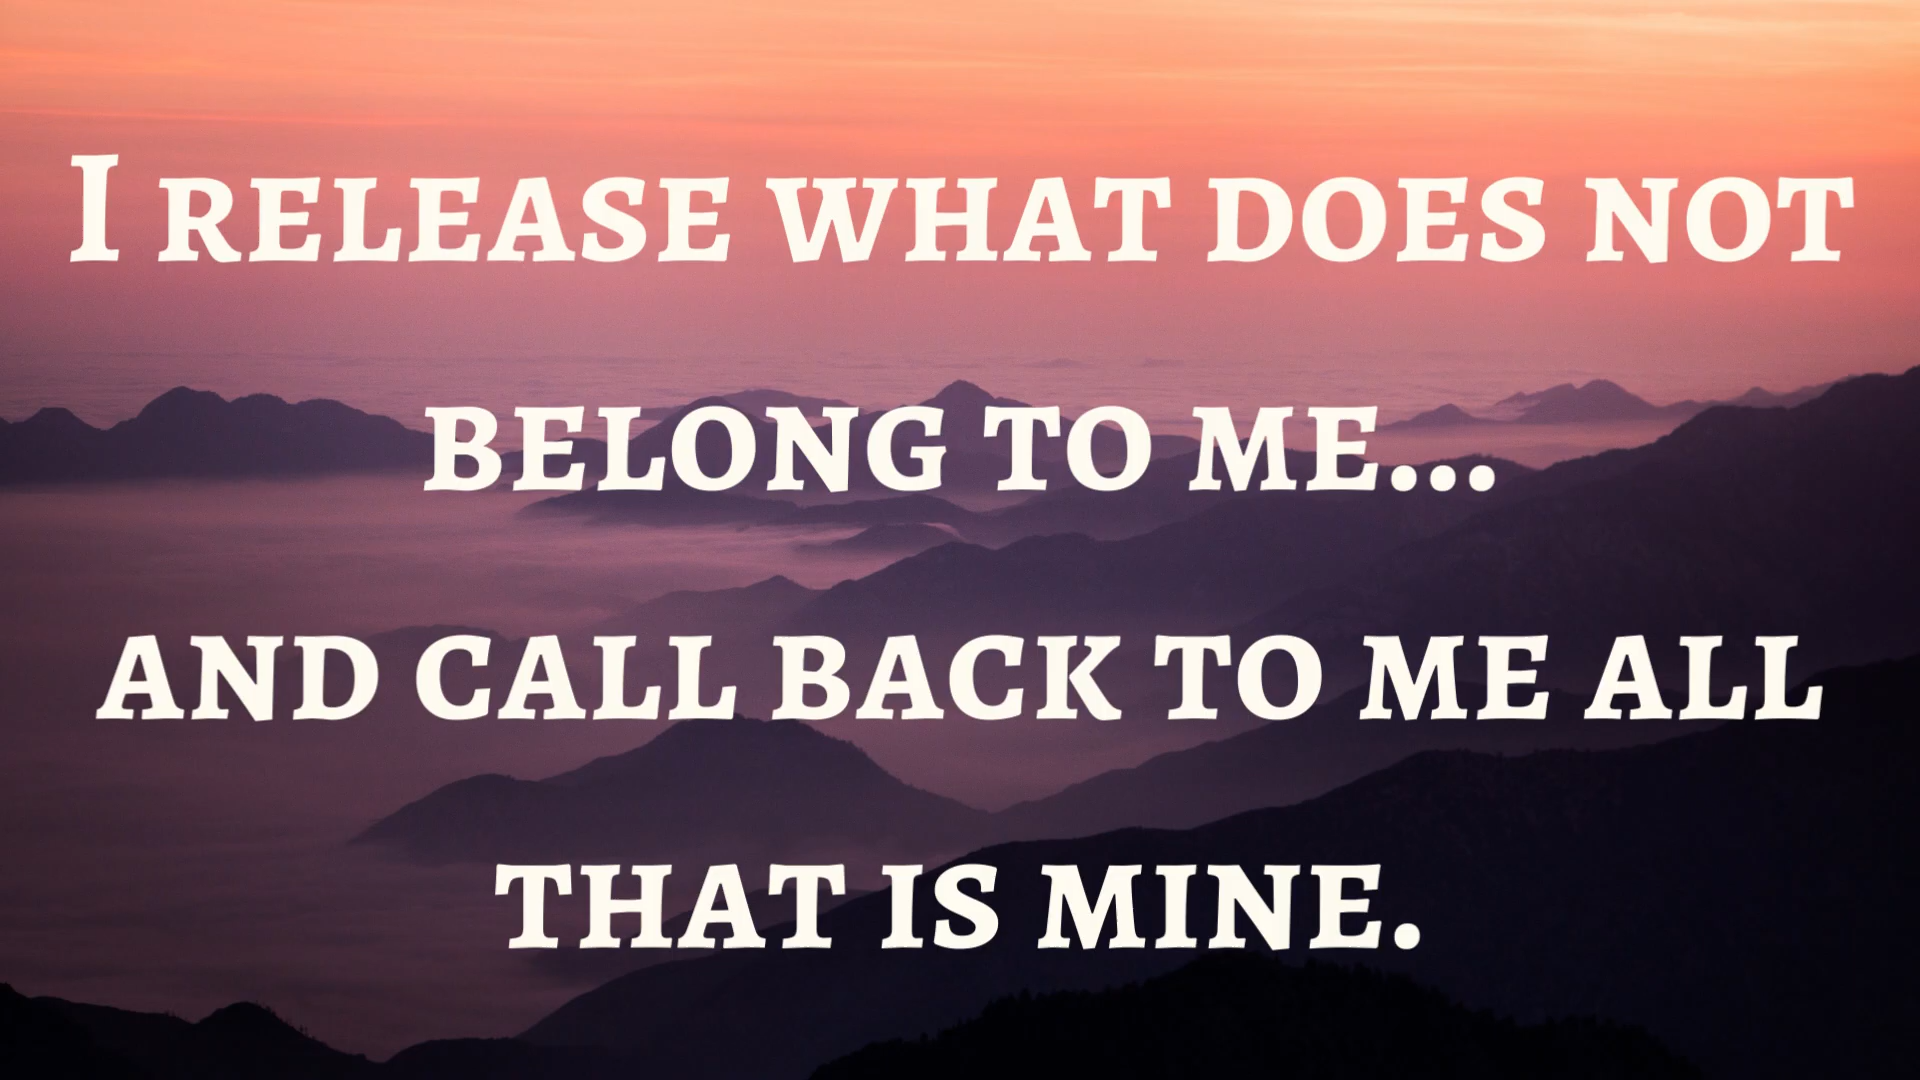 I RELEASE WHAT DOES NOT
BELONG TO ME...
AND CALL BACK TO ME ALL
THAT IS MINE.